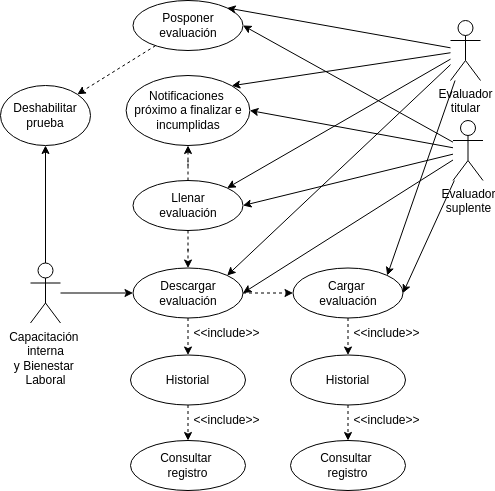 Posponer
evaluación
Evaluador
titular
Notificaciones
próximo a finalizar e
incumplidas
Deshabilitar
prueba
Evaluador
suplente
Llenar
evaluación
Descargar
evaluación
Cargar
evaluación
Capacitación
interna
y Bienestar
Laboral
<<include>>
<<include>>
Historial
Historial
<<include>>
<<include>>
Consultar
registro
Consultar
registro